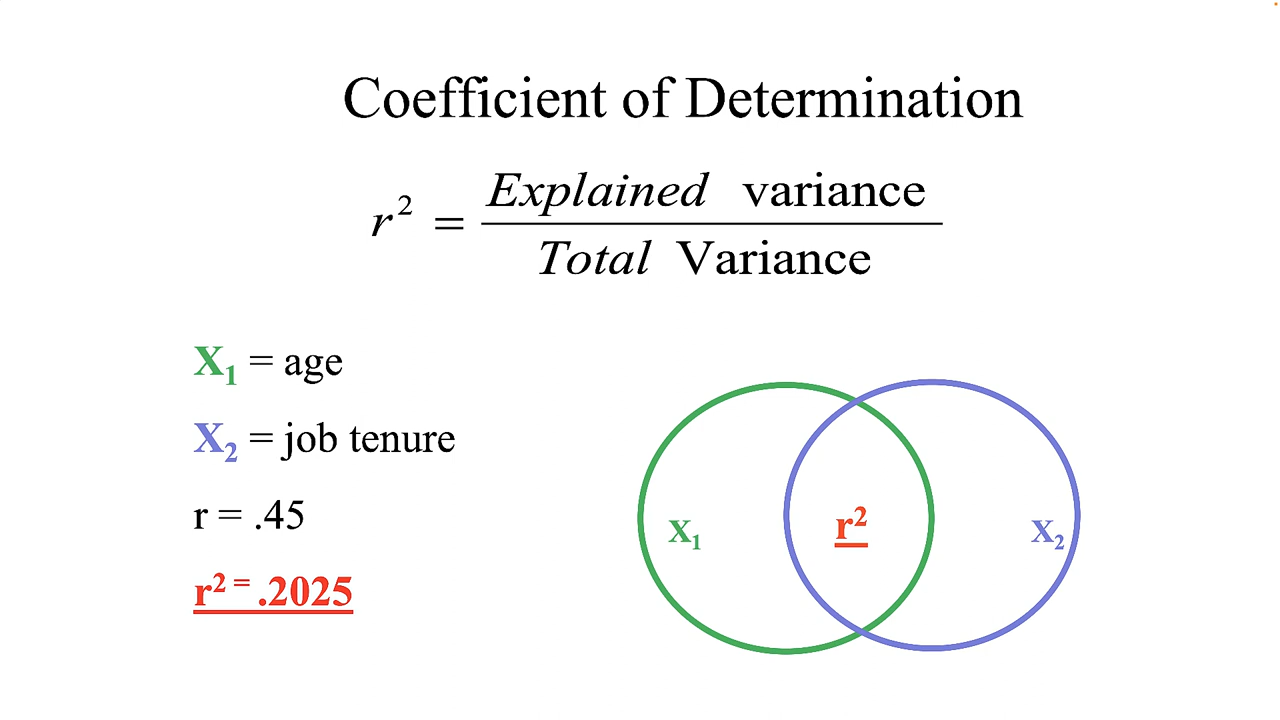 Coefficient of Determination
r² = Explained variance / Total Variance
X₁ = age
X₂ = job tenure
r = .45
r² = .2025
X₁
r²
X₂